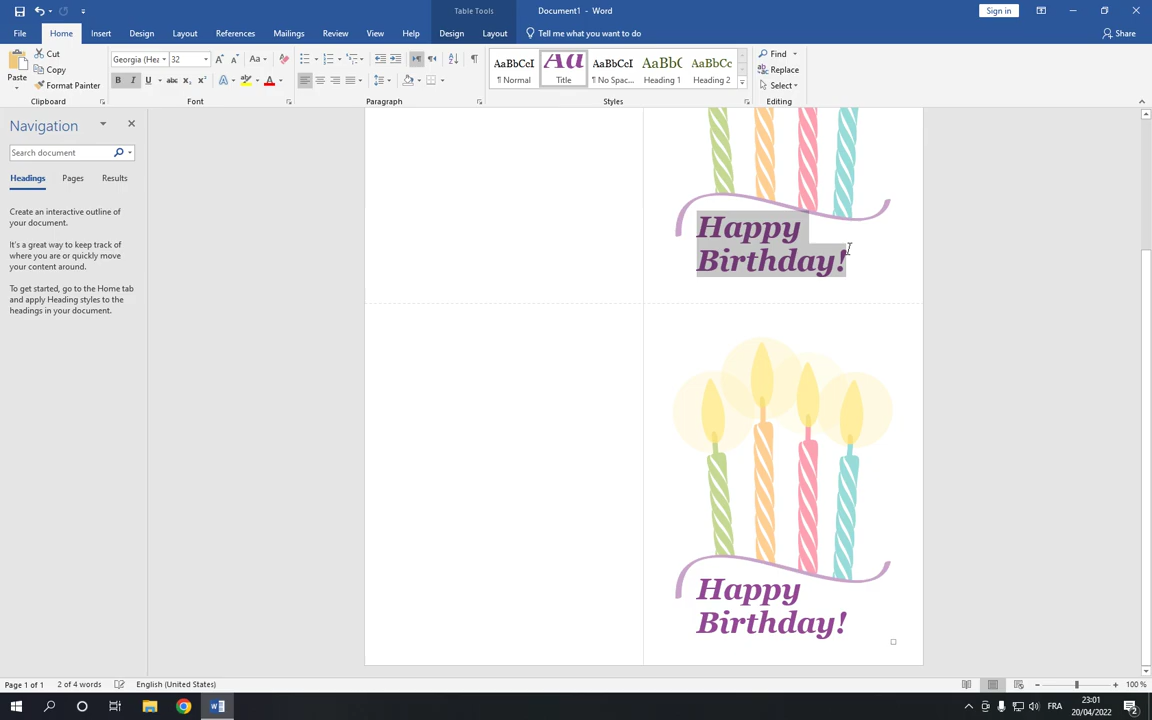 Table Tools
Document1 - Word
Sign in
File
Home
Insert
Design
Layout
References
Mailings
Review
View
Help
Design
Layout
Tell me what you want to do
Share
Paste
Cut
Copy
Format Painter
Clipboard
Georgia (Hea
32
Font
Paragraph
AaBbCcI
¶ Normal
Aa
Title
AaBbCcI
¶ No Spac...
AaBbC
Heading 1
AaBbCc
Heading 2
Styles
Find
Replace
Select
Editing
Navigation
Search document
Headings
Pages
Results
Create an interactive outline of
your document.
It's a great way to keep track of
where you are or quickly move
your content around.
To get started, go to the Home tab
and apply Heading styles to the
headings in your document.
Happy
Birthday!
Happy
Birthday!
Page 1 of 1
2 of 4 words
English (United States)
100 %
FRA
23:01
20/04/2022
2